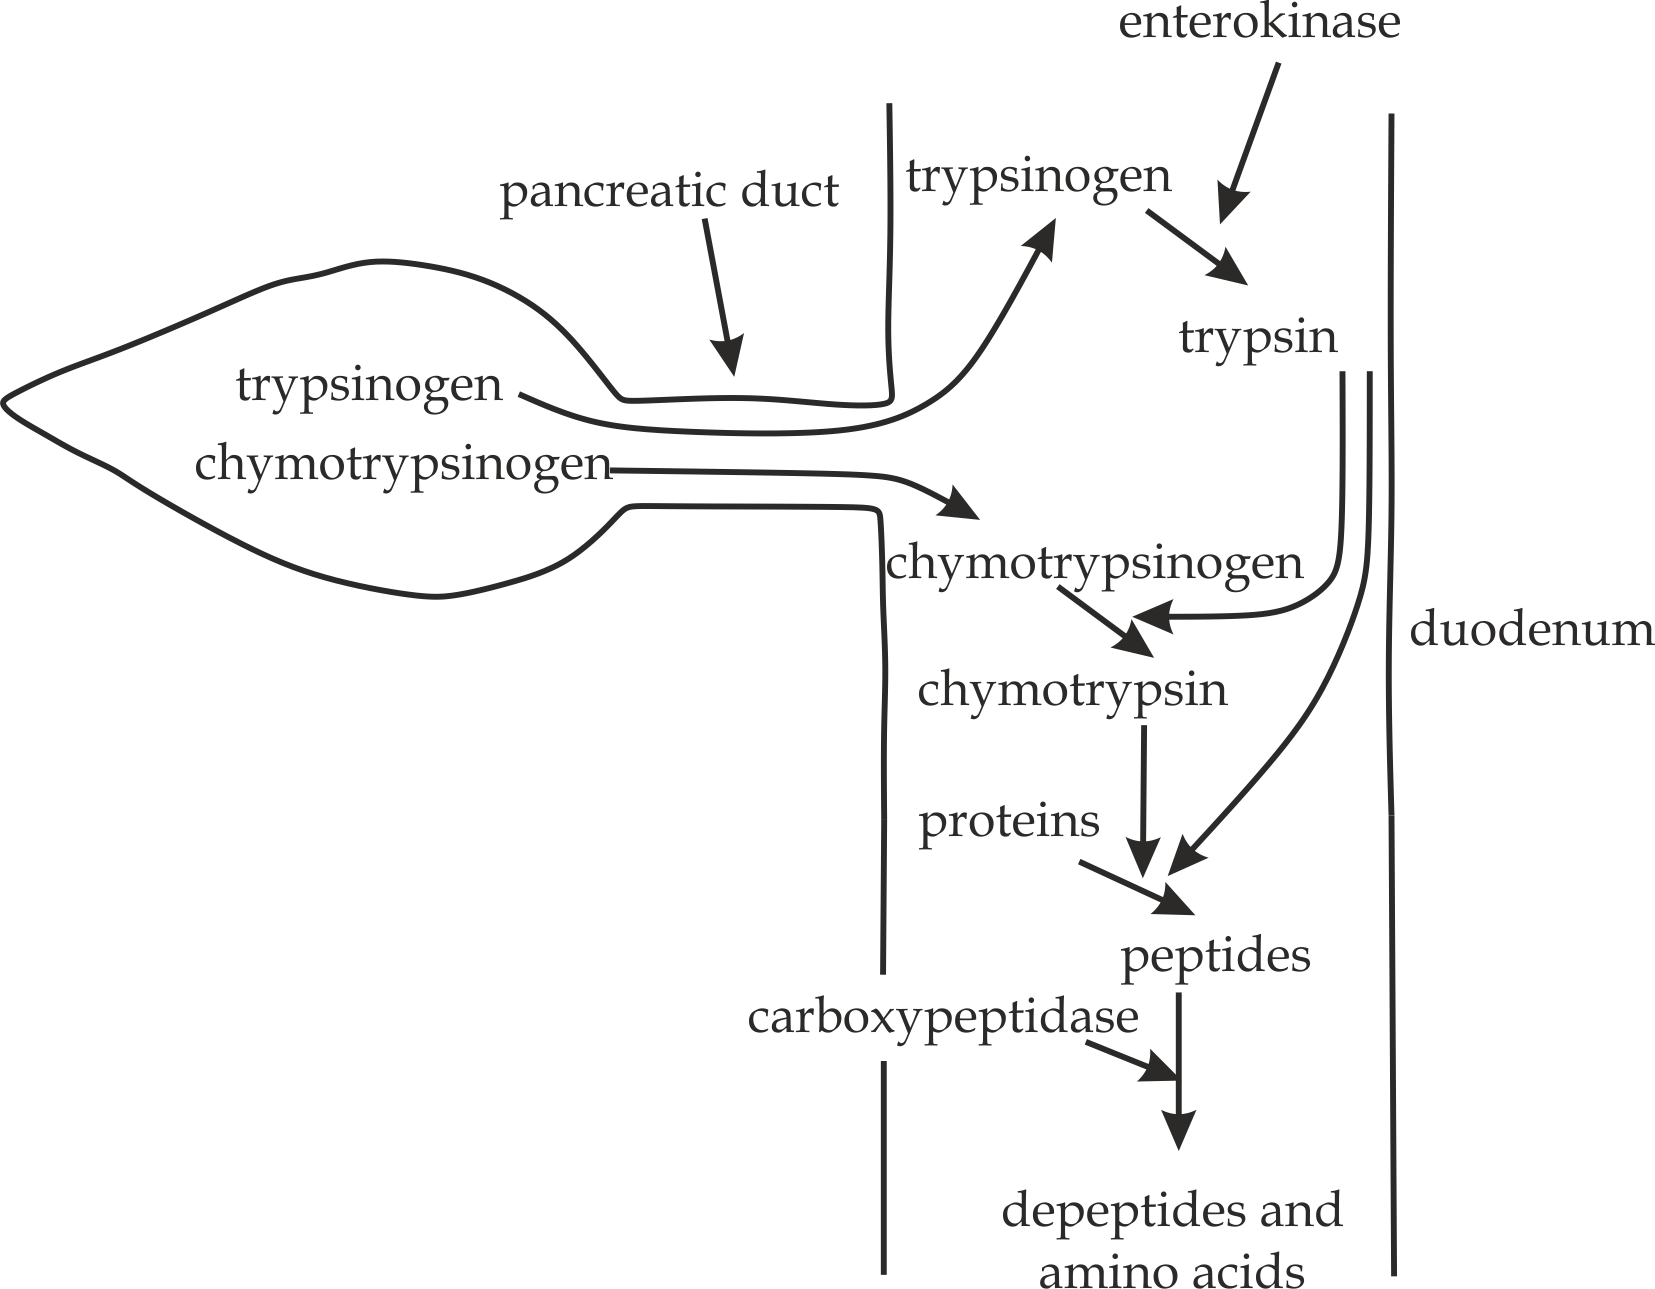 enterokinase
pancreatic duct
trypsinogen
trypsin
trypsinogen
chymotrypsinogen
chymotrypsinogen
duodenum
chymotrypsin
proteins
peptides
carboxypeptidase
depeptides and
amino acids